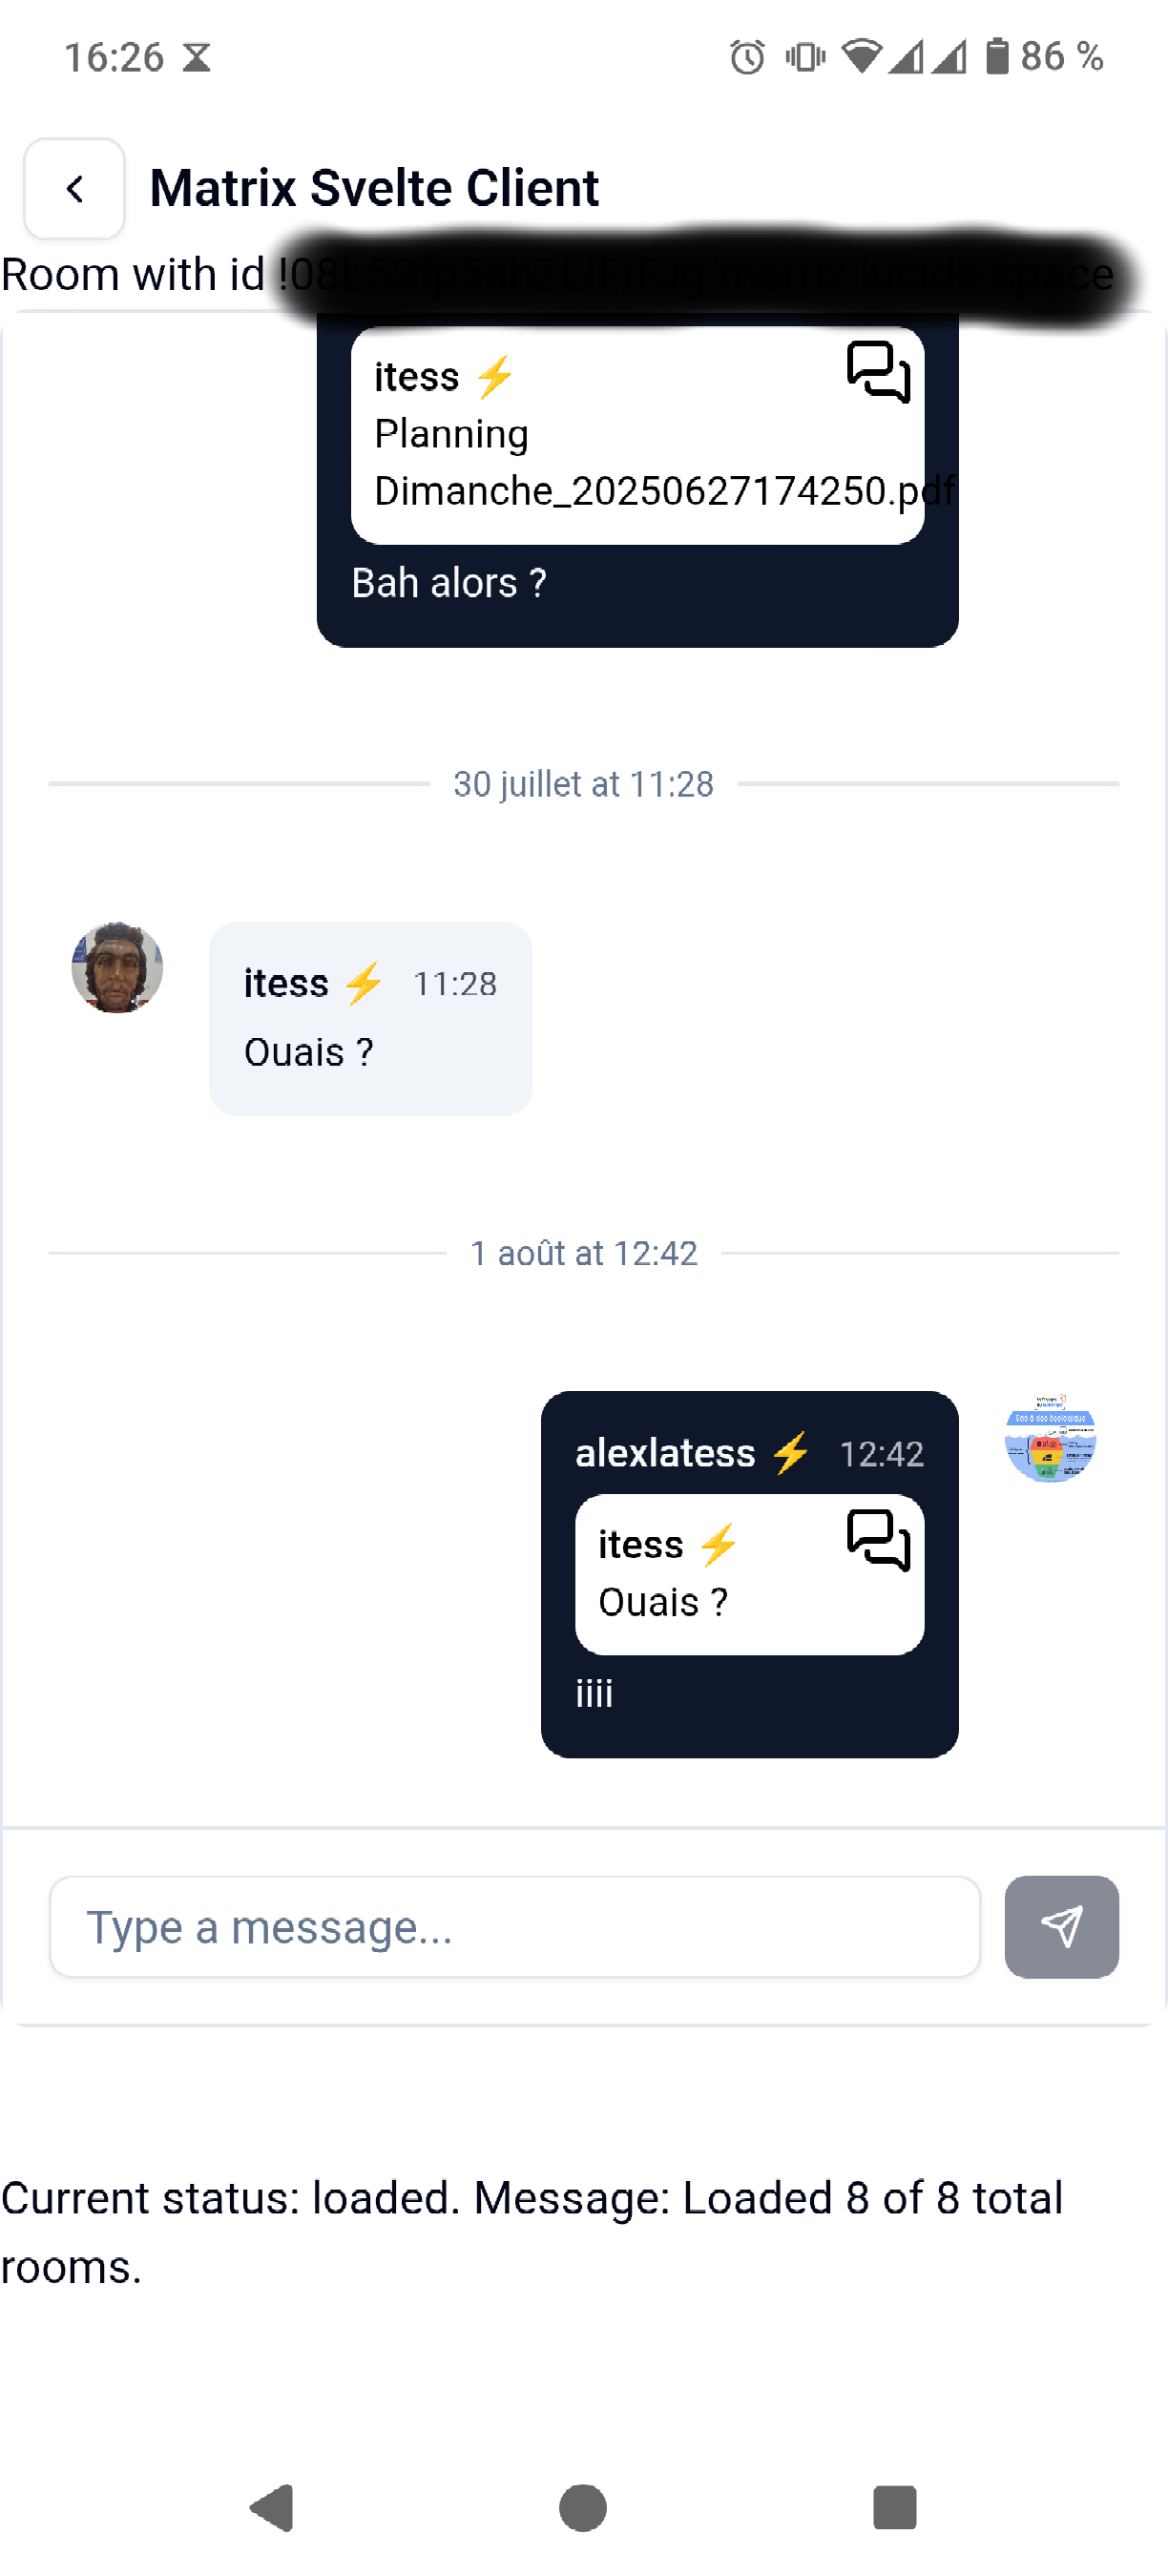 16:26
86 %
Matrix Svelte Client
Room with id
itess ⚡
Planning
Dimanche_20250627174250.pdf
Bah alors ?
30 juillet at 11:28
itess ⚡ 11:28
Ouais ?
1 août at 12:42
alexlatess ⚡ 12:42
itess ⚡
Ouais ?
iiii
Type a message...
Current status: loaded. Message: Loaded 8 of 8 total
rooms.